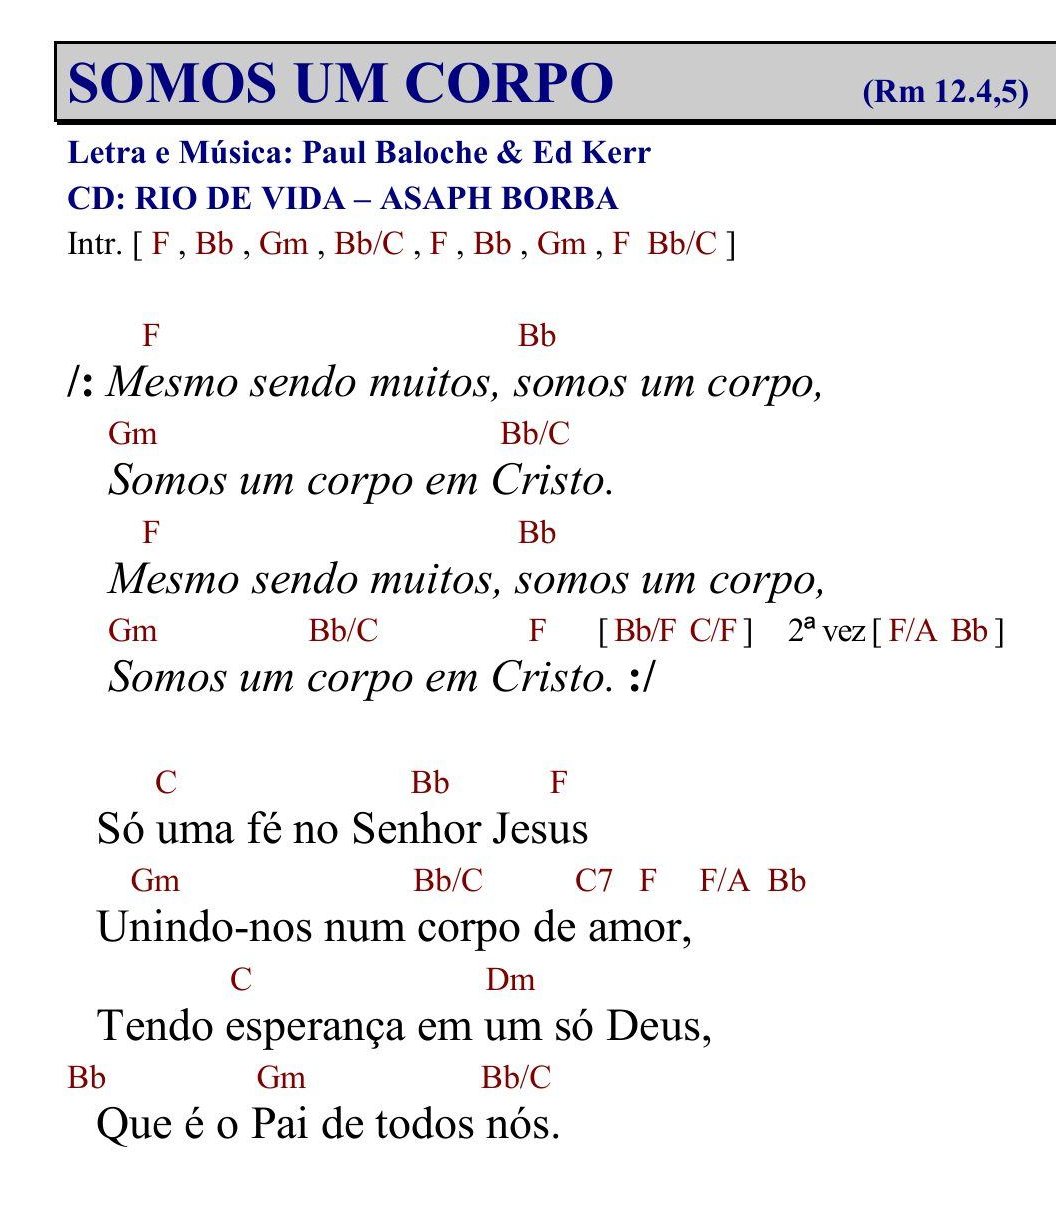 SOMOS UM CORPO (Rm 12.4,5)
Letra e Música: Paul Baloche & Ed Kerr
CD: RIO DE VIDA – ASAPH BORBA
Intr. [ F , Bb , Gm , Bb/C , F , Bb , Gm , F Bb/C ]
F Bb
/: Mesmo sendo muitos, somos um corpo,
Gm Bb/C
Somos um corpo em Cristo.
F Bb
Mesmo sendo muitos, somos um corpo,
Gm Bb/C F [ Bb/F C/F ] 2ª vez [ F/A Bb ]
Somos um corpo em Cristo. :/
C Bb F
Só uma fé no Senhor Jesus
Gm Bb/C C7 F F/A Bb
Unindo-nos num corpo de amor,
C Dm
Tendo esperança em um só Deus,
Bb Gm Bb/C
Que é o Pai de todos nós.